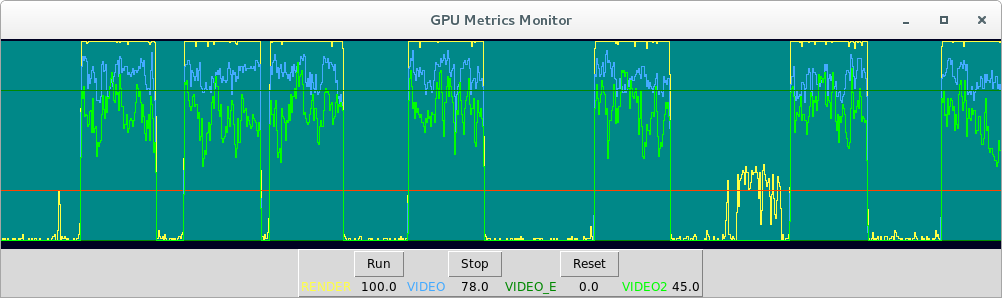 GPU Metrics Monitor
Run Stop Reset
RENDER 100.0 VIDEO 78.0 VIDEO_E 0.0 VIDEO2 45.0